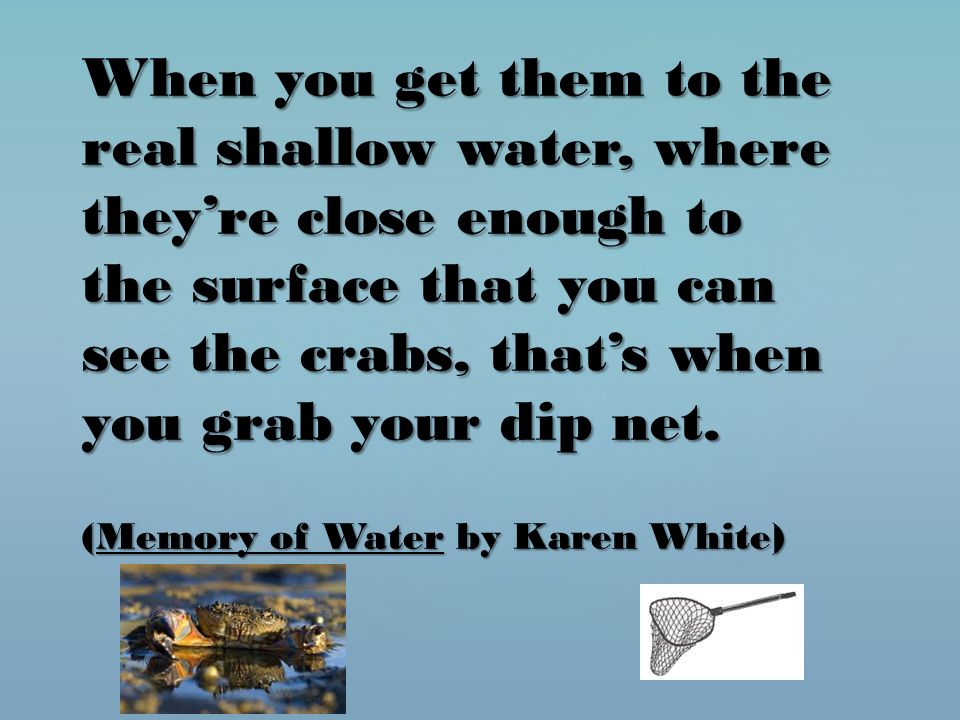 When you get them to the
real shallow water, where
they’re close enough to
the surface that you can
see the crabs, that’s when
you grab your dip net.
(Memory of Water by Karen White)